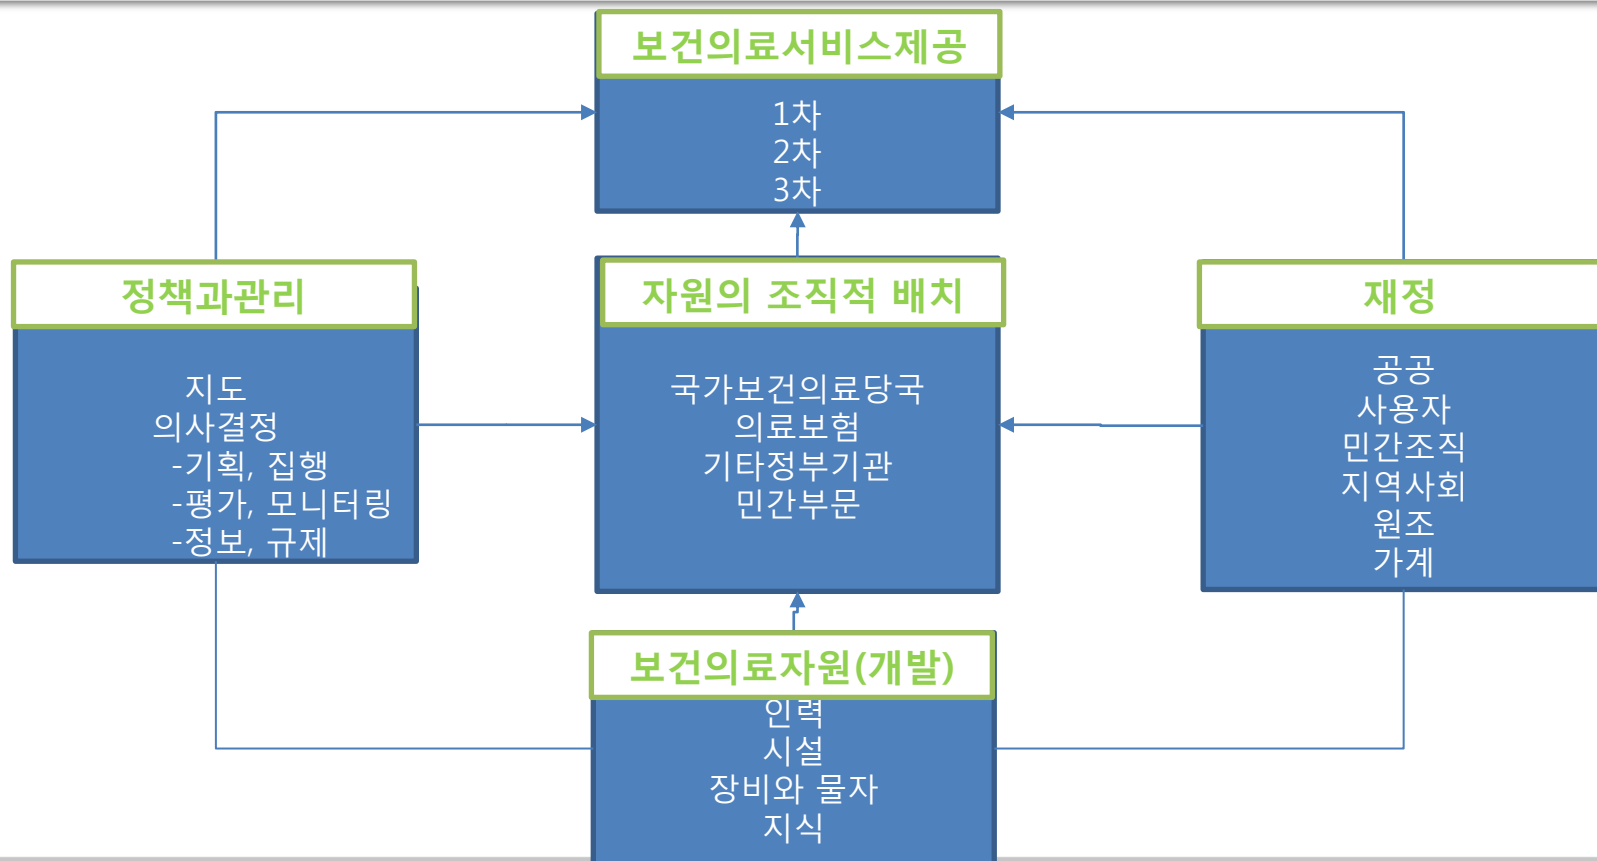 보건의료서비스제공
1차
2차
3차
정책과관리
지도
의사결정
-기획, 집행
-평가, 모니터링
-정보, 규제
자원의 조직적 배치
국가보건의료당국
의료보험
기타정부기관
민간부문
재정
공공
사용자
민간조직
지역사회
원조
가계
보건의료자원(개발)
인력
시설
장비와 물자
지식